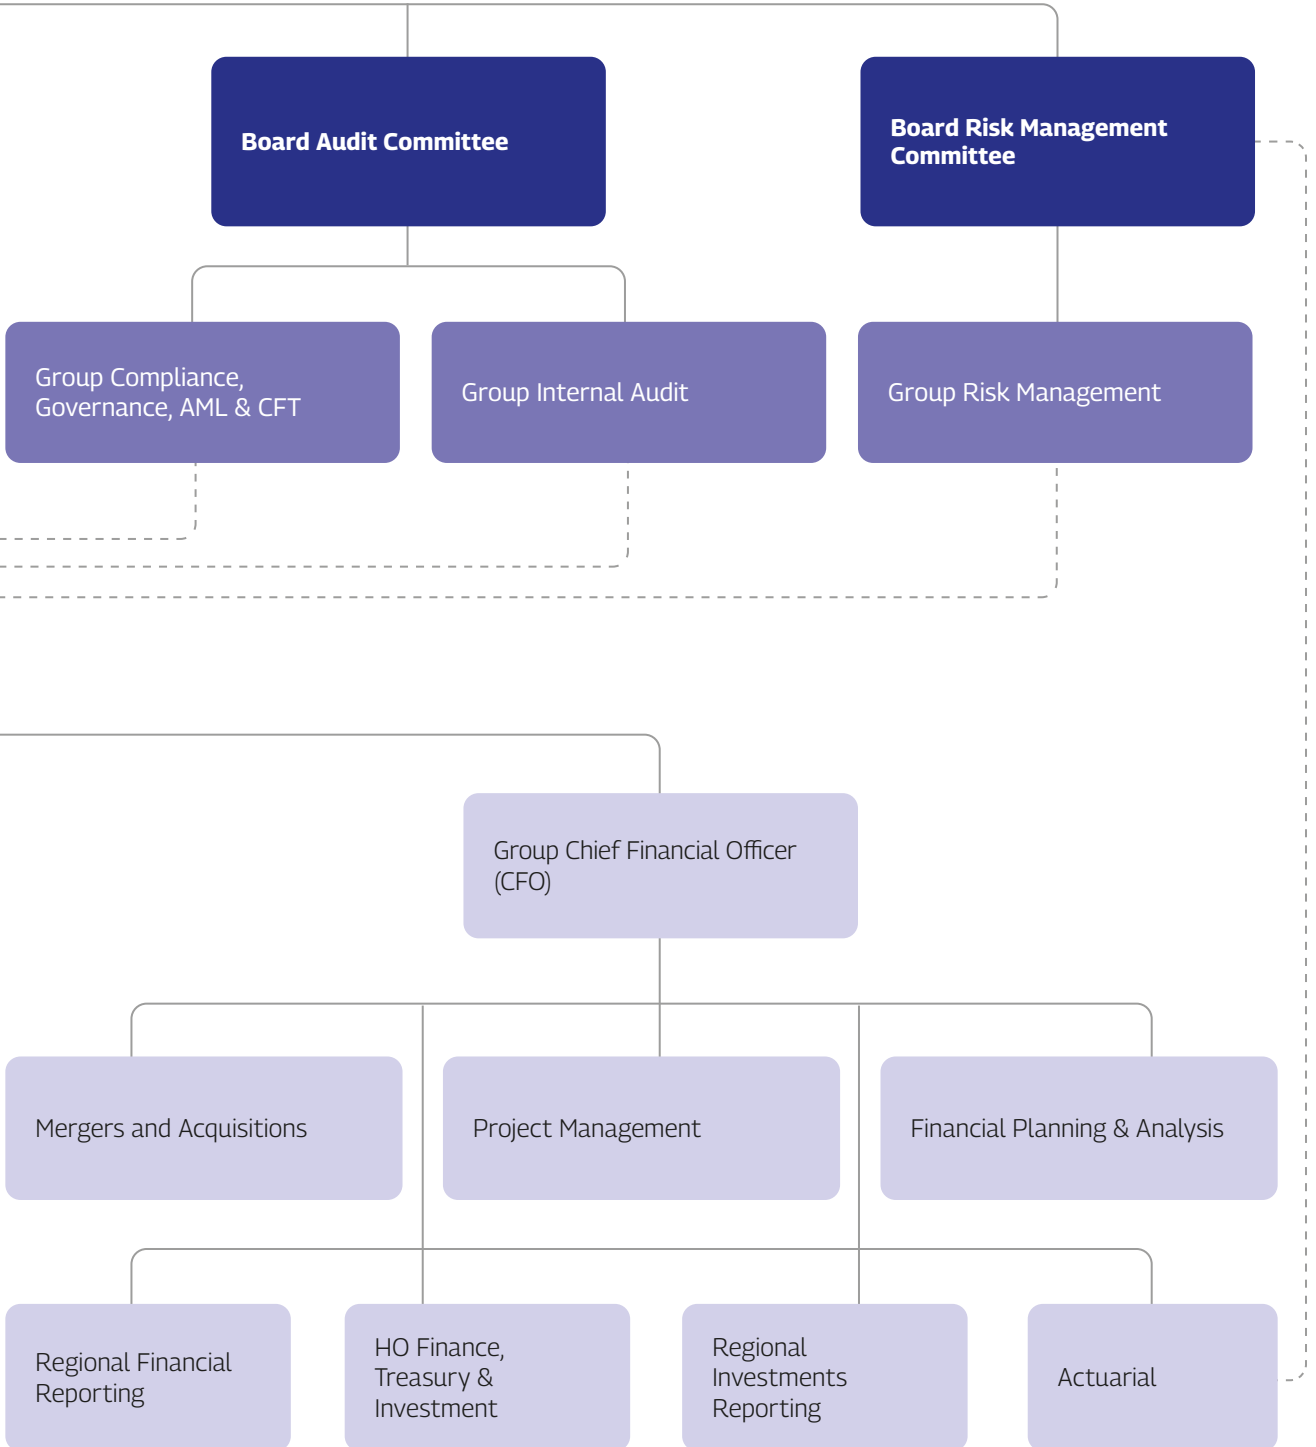 Board Audit Committee
Board Risk Management
Committee
Group Compliance,
Governance, AML & CFT
Group Internal Audit
Group Risk Management
Group Chief Financial Officer
(CFO)
Mergers and Acquisitions
Project Management
Financial Planning & Analysis
Regional Financial
Reporting
HO Finance,
Treasury &
Investment
Regional
Investments
Reporting
Actuarial